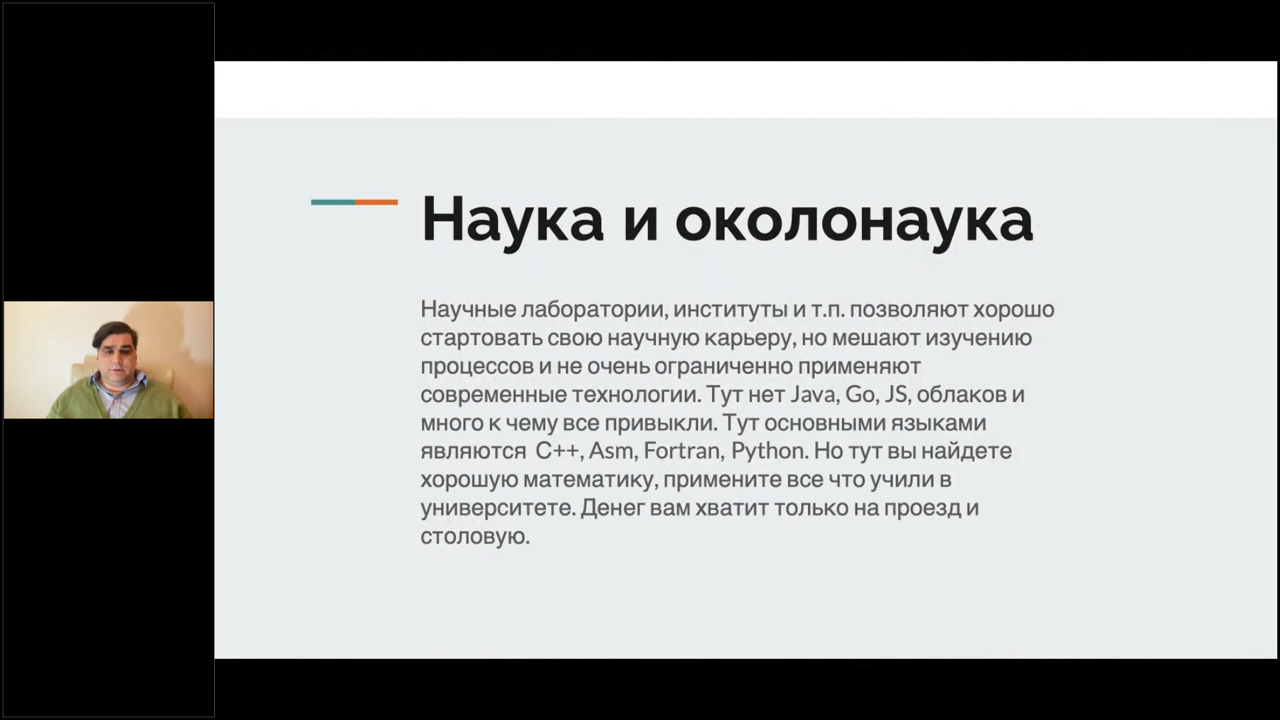 Наука и околонаука
Научные лаборатории, институты и т.п. позволяют хорошо
стартовать свою научную карьеру, но мешают изучению
процессов и не очень ограниченно применяют
современные технологии. Тут нет Java, Go, JS, облаков и
много к чему все привыкли. Тут основными языками
являются C++, Asm, Fortran, Python. Но тут вы найдете
хорошую математику, примените все что учили в
университете. Денег вам хватит только на проезд и
столовую.